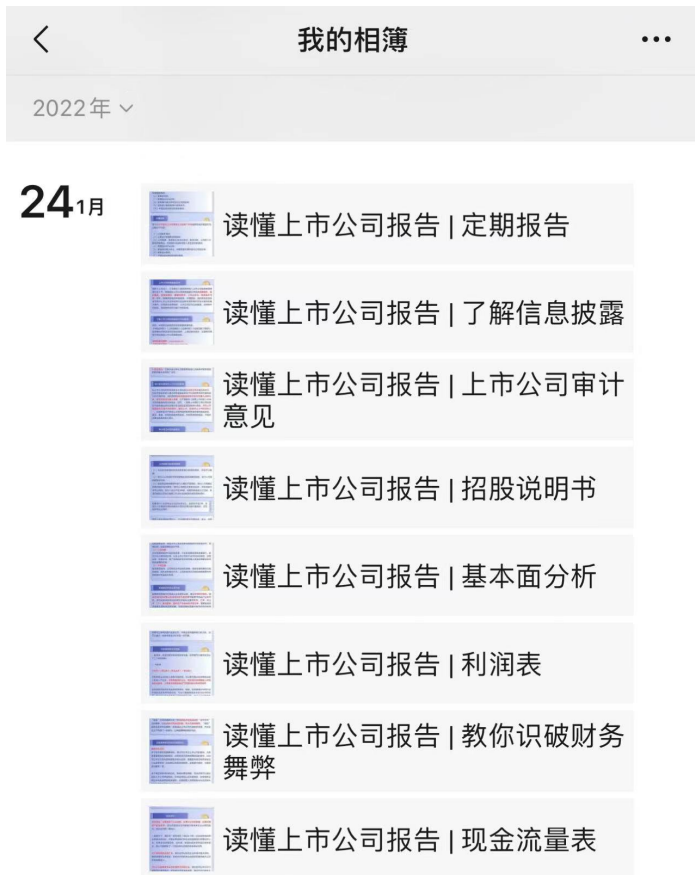 我的相簿
2022年
24 1月
读懂上市公司报告 | 定期报告
读懂上市公司报告 | 了解信息披露
读懂上市公司报告 | 上市公司审计
意见
读懂上市公司报告 | 招股说明书
读懂上市公司报告 | 基本面分析
读懂上市公司报告 | 利润表
读懂上市公司报告 | 教你识破财务
舞弊
读懂上市公司报告 | 现金流量表